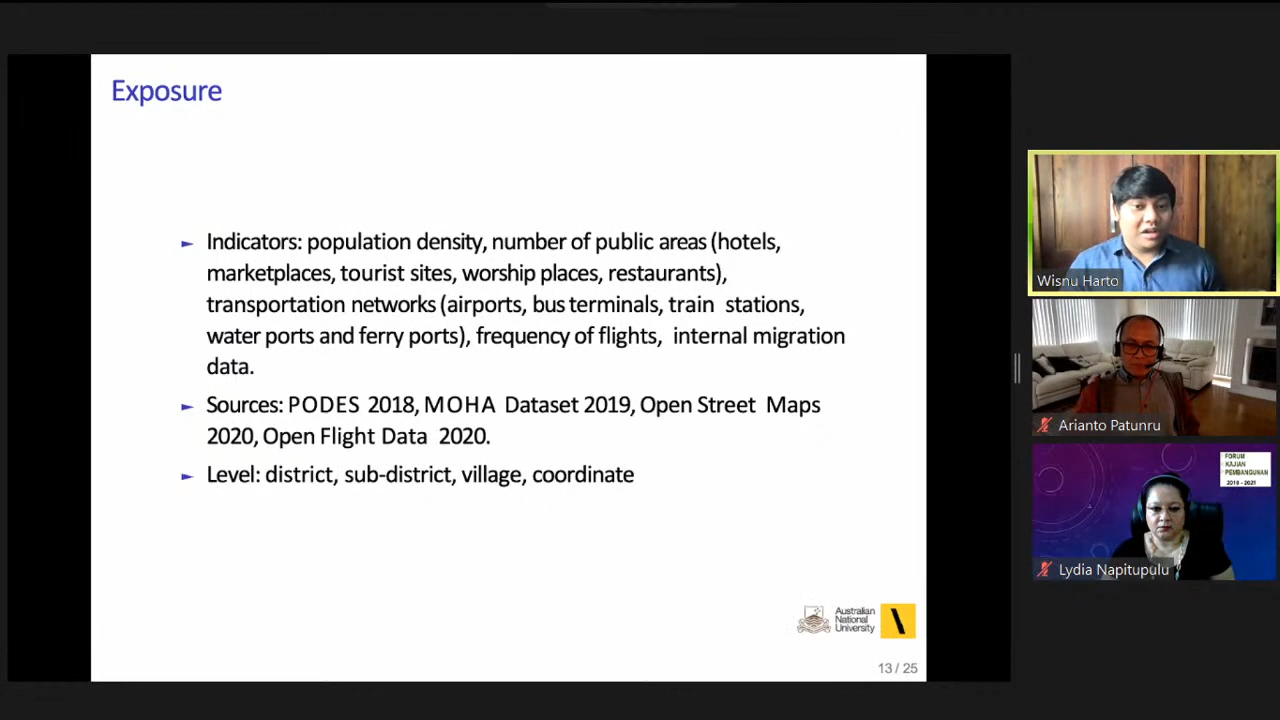 Exposure
► Indicators: population density, number of public areas (hotels,
marketplaces, tourist sites, worship places, restaurants),
transportation networks (airports, bus terminals, train stations,
water ports and ferry ports), frequency of flights, internal migration
data.
► Sources: PODES 2018, MOHA Dataset 2019, Open Street Maps
2020, Open Flight Data 2020.
► Level: district, sub-district, village, coordinate
Australian
National
University
13 / 25
Wisnu Harto
Arianto Patunru
FORUM
KAJIAN
PEMBANGUNAN
Lydia Napitupulu